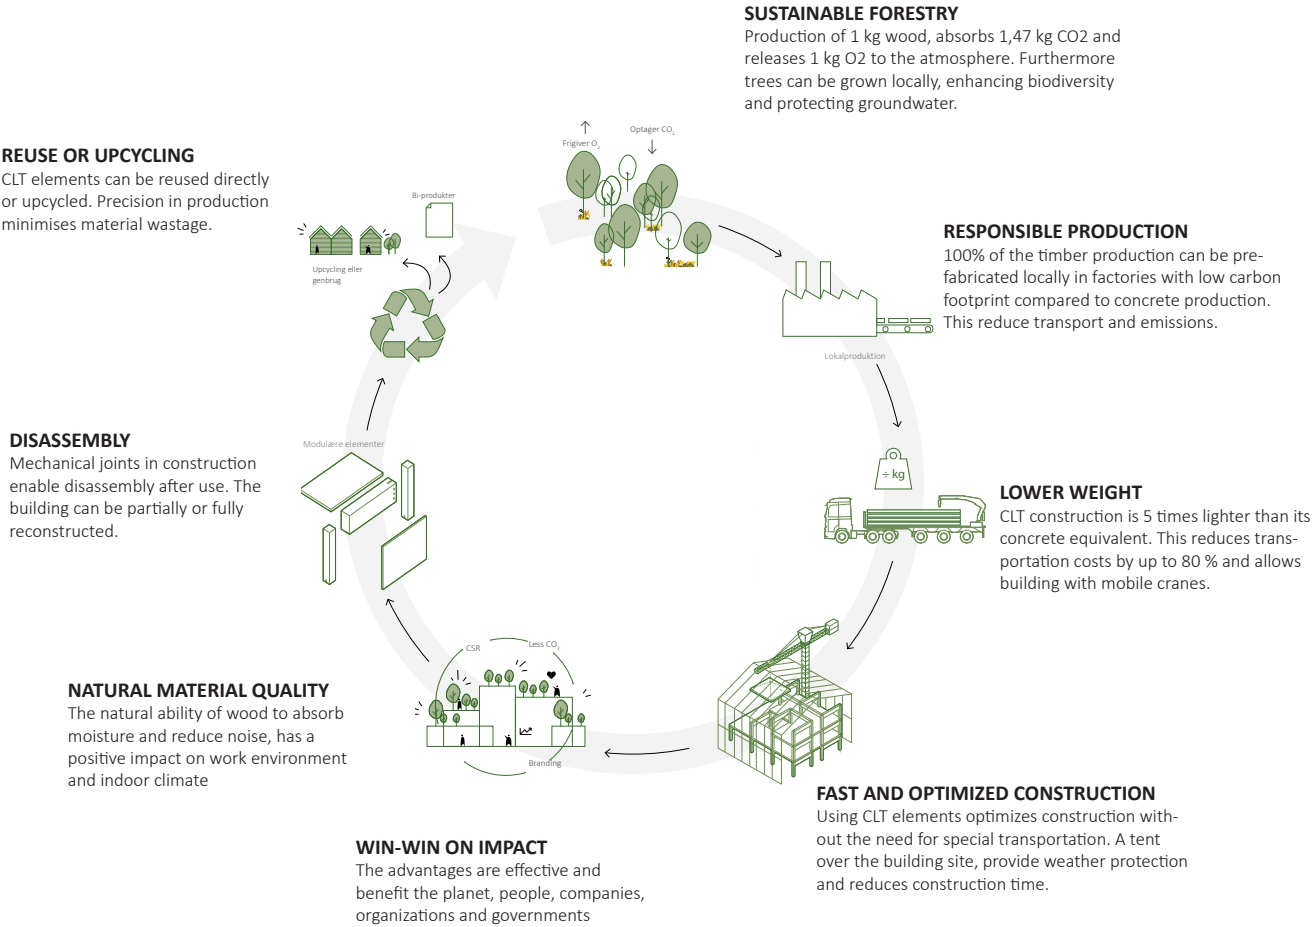 SUSTAINABLE FORESTRY
Production of 1 kg wood, absorbs 1,47 kg CO2 and
releases 1 kg O2 to the atmosphere. Furthermore
trees can be grown locally, enhancing biodiversity
and protecting groundwater.
Frigiver O2
Optager CO2
RESPONSIBLE PRODUCTION
100% of the timber production can be pre-
fabricated locally in factories with low carbon
footprint compared to concrete production.
This reduce transport and emissions.
Lokalproduktion
÷ kg
LOWER WEIGHT
CLT construction is 5 times lighter than its
concrete equivalent. This reduces trans-
portation costs by up to 80 % and allows
building with mobile cranes.
FAST AND OPTIMIZED CONSTRUCTION
Using CLT elements optimizes construction with-
out the need for special transportation. A tent
over the building site, provide weather protection
and reduces construction time.
WIN-WIN ON IMPACT
The advantages are effective and
benefit the planet, people, companies,
organizations and governments
CSR
Less CO2
Branding
NATURAL MATERIAL QUALITY
The natural ability of wood to absorb
moisture and reduce noise, has a
positive impact on work environment
and indoor climate
DISASSEMBLY
Mechanical joints in construction
enable disassembly after use. The
building can be partially or fully
reconstructed.
Modulære elementer
REUSE OR UPCYCLING
CLT elements can be reused directly
or upcycled. Precision in production
minimises material wastage.
Bi-produkter
Upcycling eller
genbrug